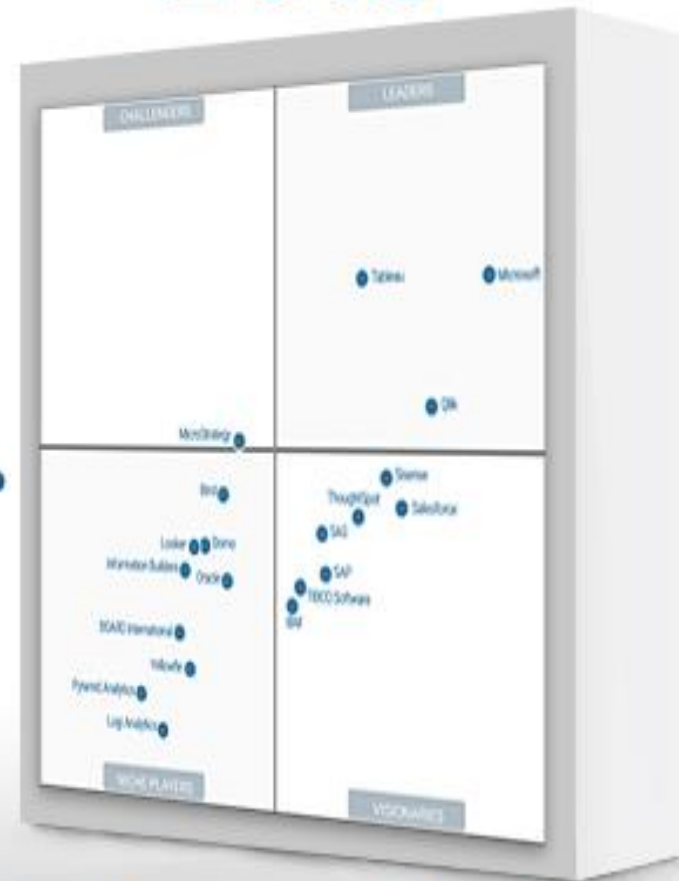 CHALLENGERS
LEADERS
Tableau
Microsoft
Qlik
MicroStrategy
Sisense
Birst
ThoughtSpot
Salesforce
SAS
Looker
Domo
Information Builders
Oracle
SAP
TIBCO Software
IBM
BOARD International
Yellowfin
Pyramid Analytics
Logi Analytics
NICHE PLAYERS
VISIONARIES